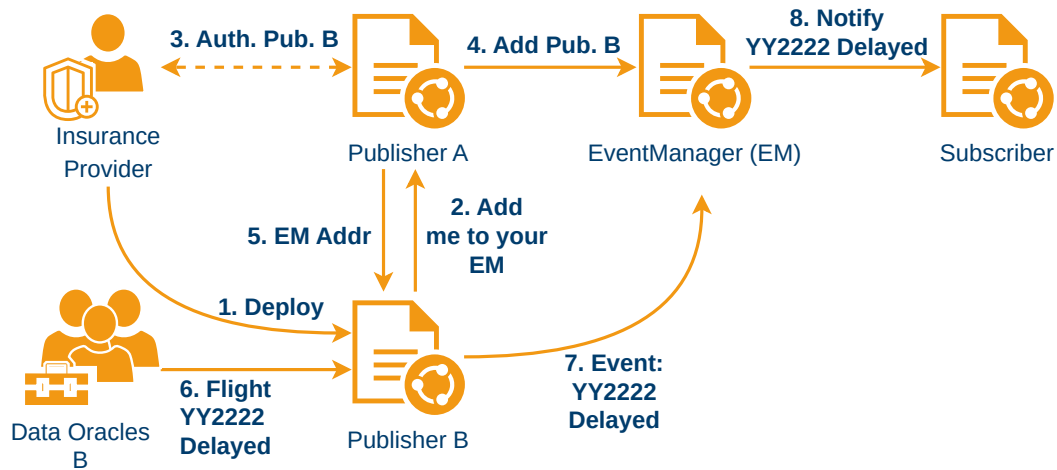 3. Auth. Pub. B
4. Add Pub. B
8. Notify
YY2222 Delayed
Insurance
Provider
Publisher A
EventManager (EM)
Subscriber
5. EM Addr
2. Add
me to your
EM
1. Deploy
6. Flight
YY2222
Delayed
7. Event:
YY2222
Delayed
Data Oracles
B
Publisher B